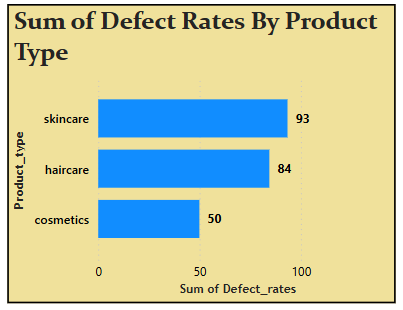 Sum of Defect Rates By Product
Type
Product_type
skincare
93
haircare
84
cosmetics
50
0
50
100
Sum of Defect_rates